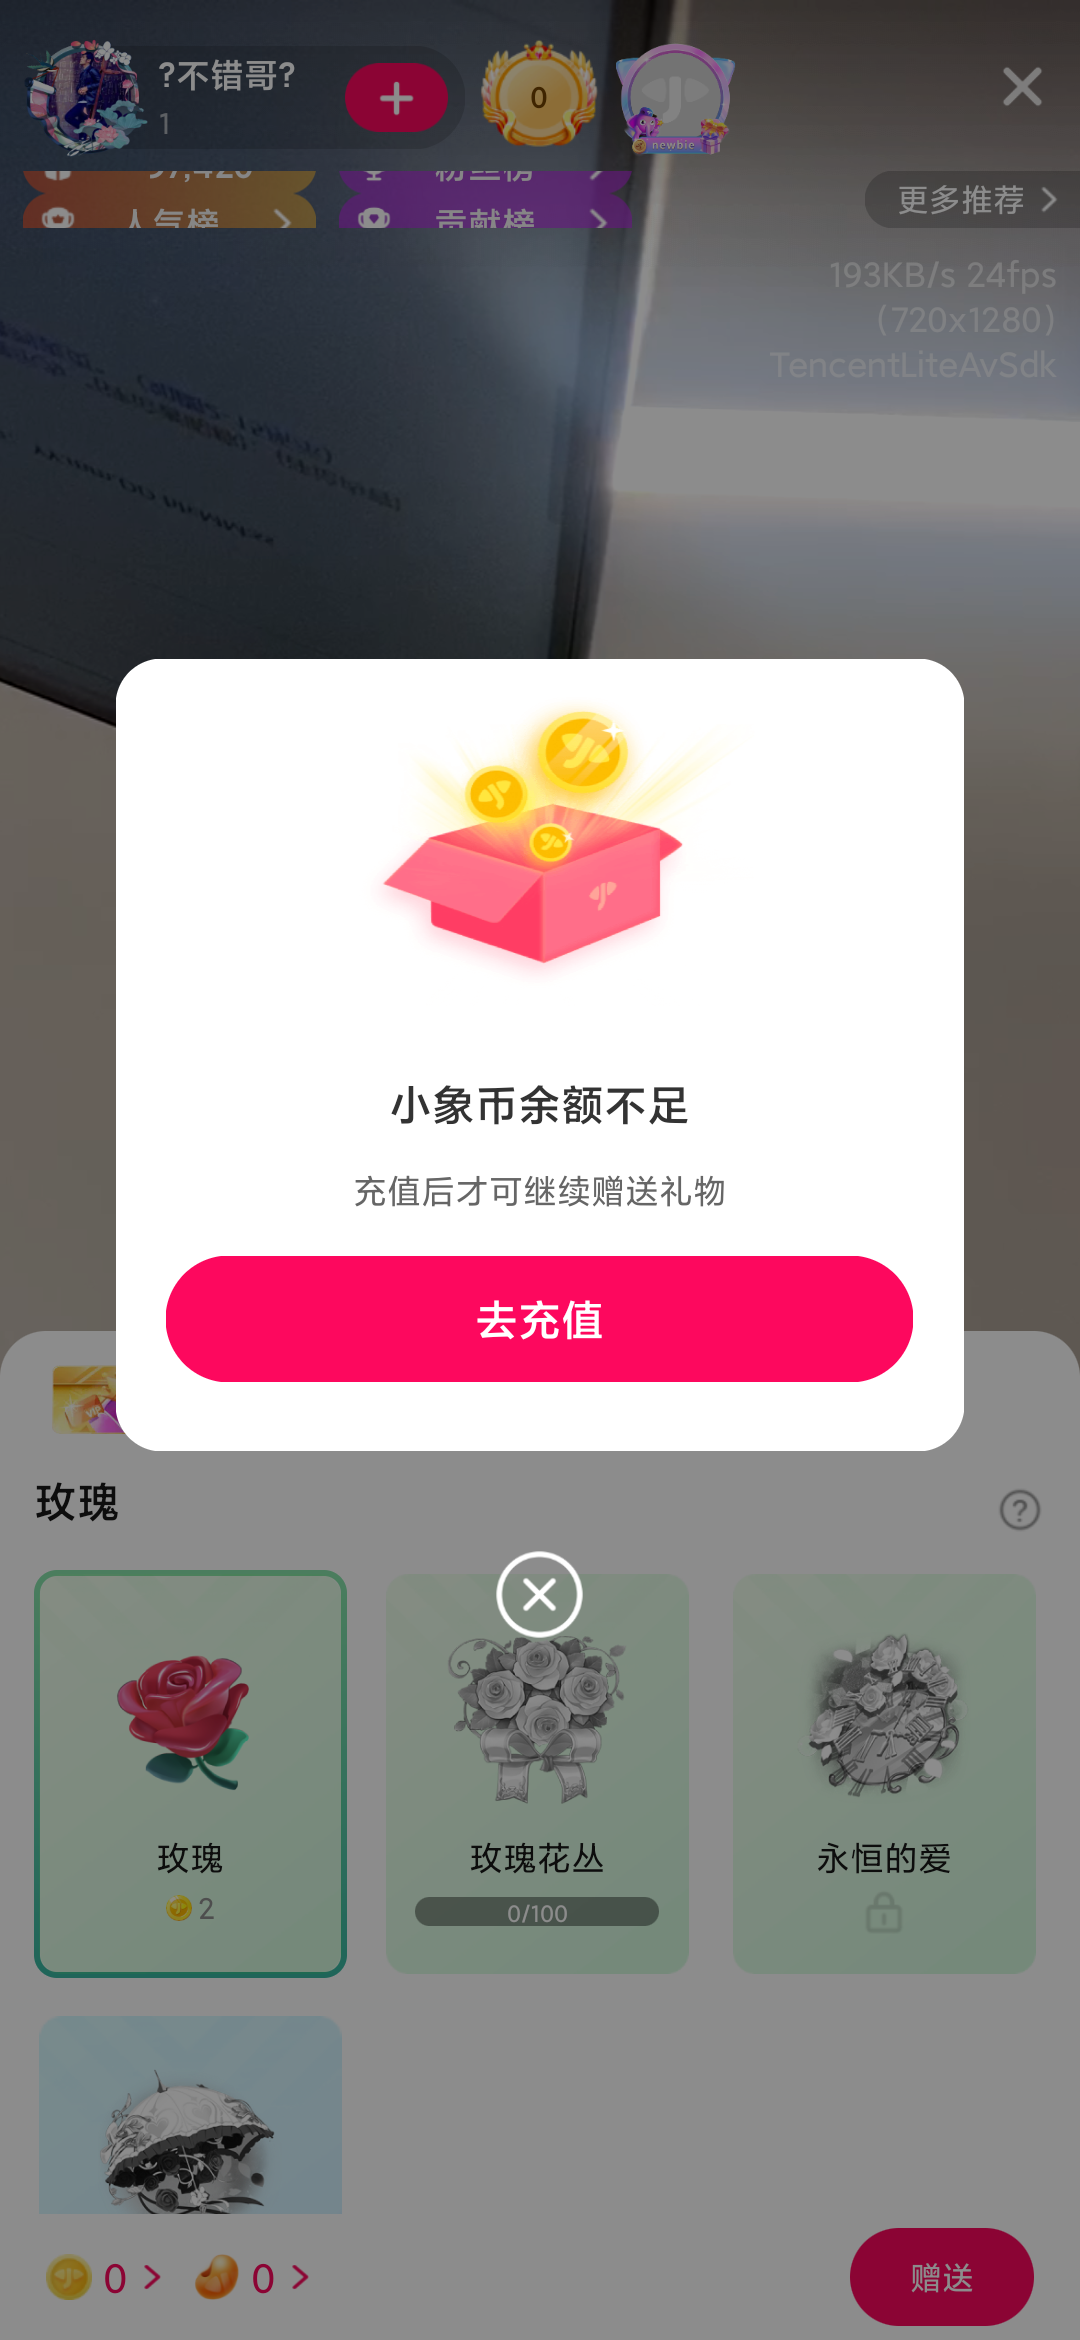 ?不错哥?
1
0
newbie
人气榜
贡献榜
更多推荐
193KB/s 24fps
(720x1280)
TencentLiteAvSdk
小象币余额不足
充值后才可继续赠送礼物
去充值
VIP
玫瑰
?
玫瑰
2
玫瑰花丛
0/100
永恒的爱
0
0
赠送